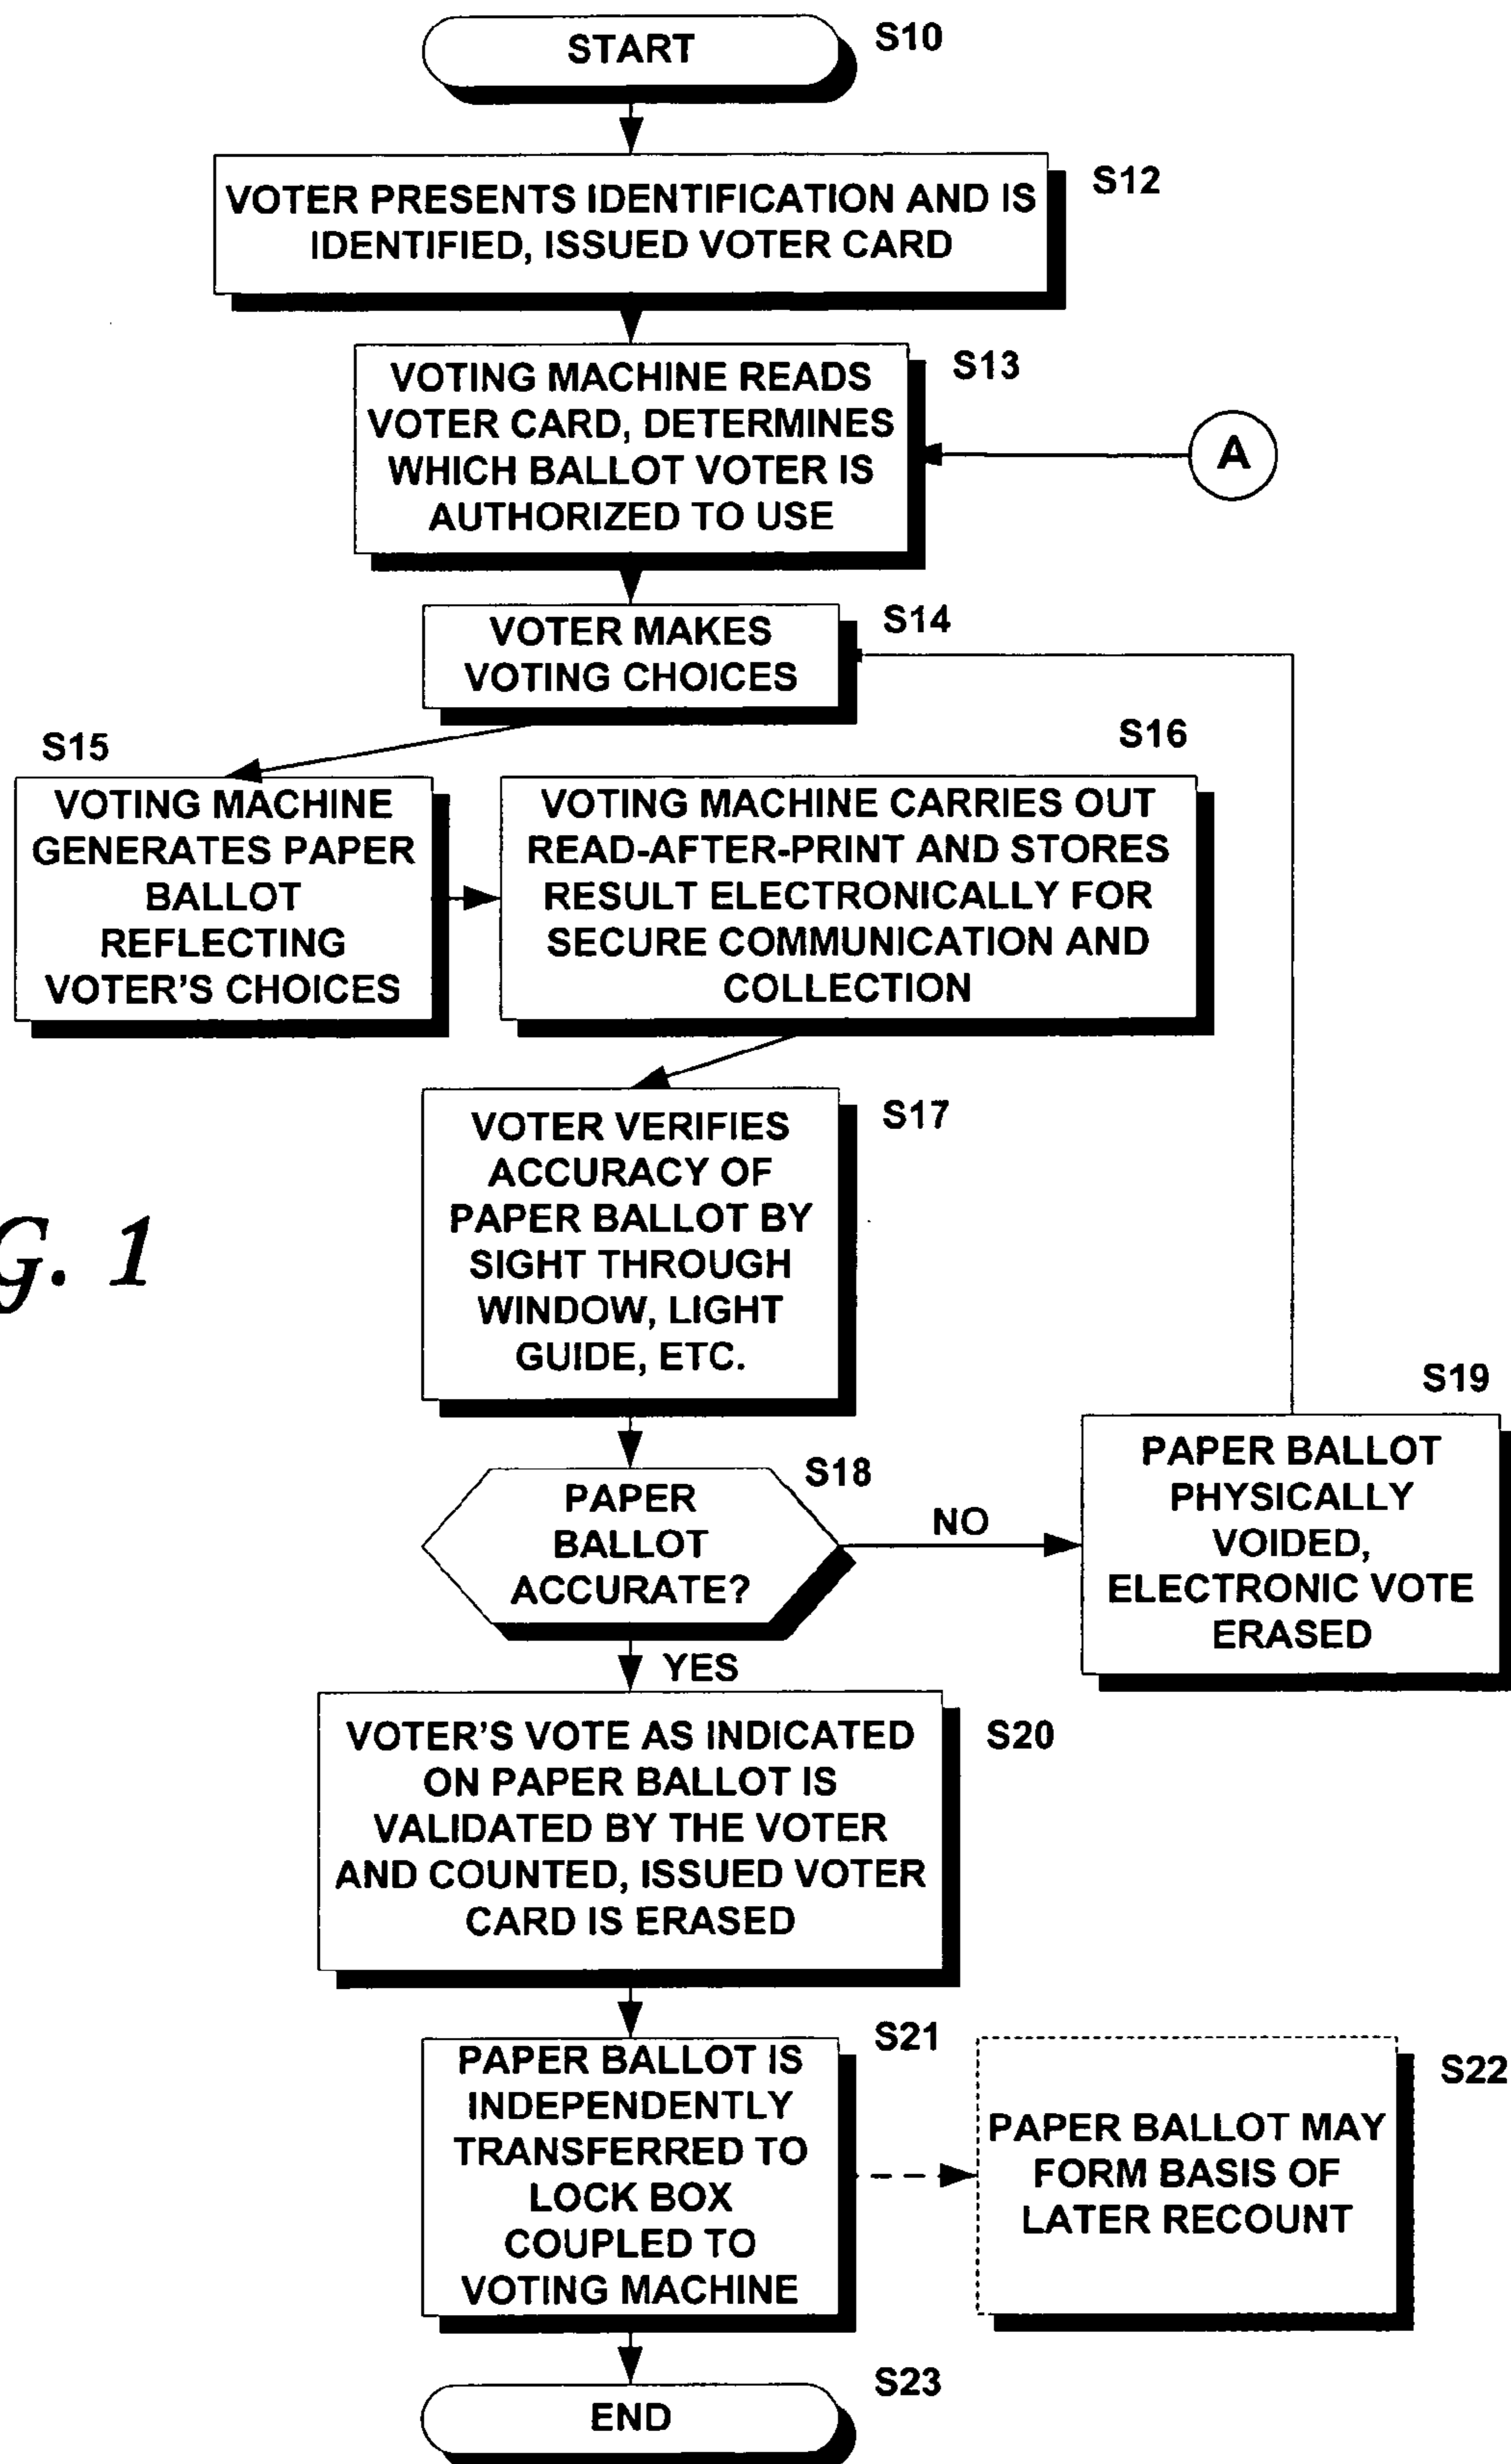 START
S10
VOTER PRESENTS IDENTIFICATION AND IS
IDENTIFIED, ISSUED VOTER CARD
S12
VOTING MACHINE READS
VOTER CARD, DETERMINES
WHICH BALLOT VOTER IS
AUTHORIZED TO USE
S13
A
VOTER MAKES
VOTING CHOICES
S14
S15
VOTING MACHINE
GENERATES PAPER
BALLOT
REFLECTING
VOTER'S CHOICES
S16
VOTING MACHINE CARRIES OUT
READ-AFTER-PRINT AND STORES
RESULT ELECTRONICALLY FOR
SECURE COMMUNICATION AND
COLLECTION
VOTER VERIFIES
ACCURACY OF
PAPER BALLOT BY
SIGHT THROUGH
WINDOW, LIGHT
GUIDE, ETC.
S17
G. 1
PAPER
BALLOT
ACCURATE?
S18
NO
S19
PAPER BALLOT
PHYSICALLY
VOIDED,
ELECTRONIC VOTE
ERASED
YES
VOTER'S VOTE AS INDICATED
ON PAPER BALLOT IS
VALIDATED BY THE VOTER
AND COUNTED, ISSUED VOTER
CARD IS ERASED
S20
PAPER BALLOT IS
INDEPENDENTLY
TRANSFERRED TO
LOCK BOX
COUPLED TO
VOTING MACHINE
S21
PAPER BALLOT MAY
FORM BASIS OF
LATER RECOUNT
S22
END
S23